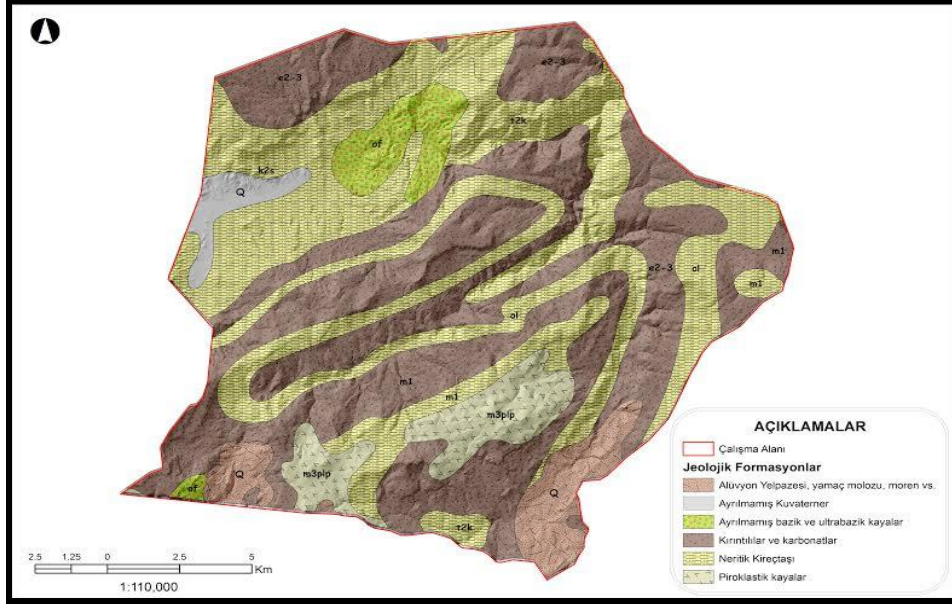 e2-3
e2-3
j
t2k
of
k2s
Q
e2-3
m1
ol
m1
ol
m1
m1
m3plp
Q
m3plp
of
Q
t2k
2.5 1.25 0 2.5 5
Km
1:110,000
AÇIKLAMALAR
Çalışma Alanı
Jeolojik Formasyonlar
Alüvyon Yelpazesi, yamaç molozu, moren vs.
Ayrılmamış Kuvaterner
Ayrılmamış bazik ve ultrabazik kayalar
Kırıntılılar ve karbonatlar
Neritik Kireçtaşı
Piroklastik kayalar